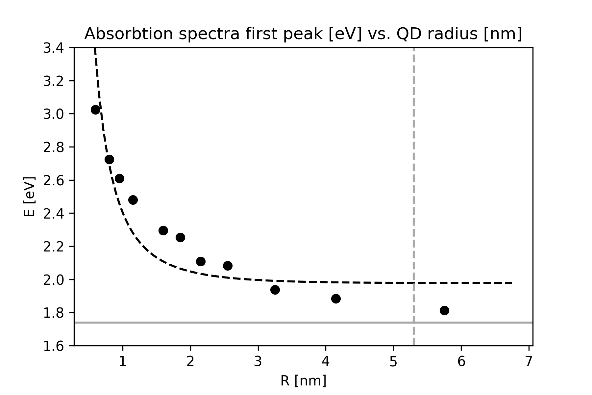 Absorbtion spectra first peak [eV] vs. QD radius [nm]
3.4
3.2
3.0
2.8
2.6
2.4
2.2
2.0
1.8
1.6
E [eV]
1 2 3 4 5 6 7
R [nm]